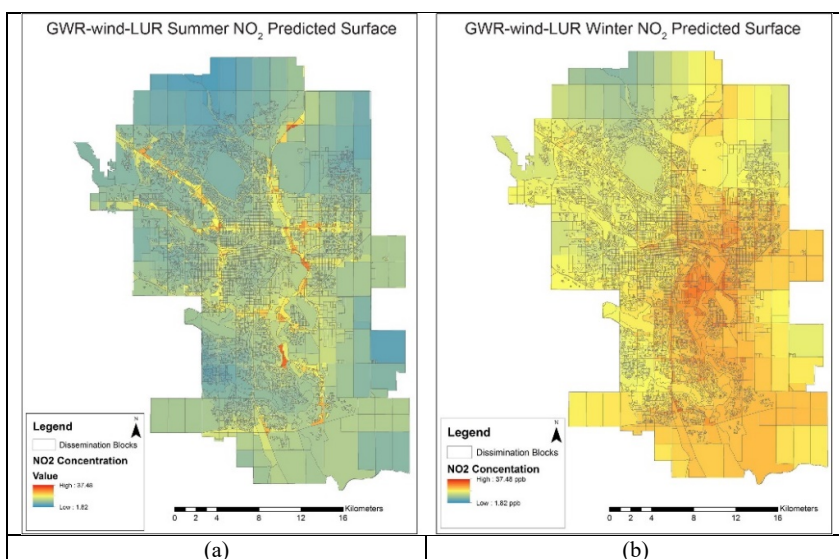 GWR-wind-LUR Summer NO2 Predicted Surface
Legend
N
Dissemination Blocks
NO2 Concentration
Value
High : 37.48
Low : 1.82
Kilometers
0 2 4 8 12 16
(a)
GWR-wind-LUR Winter NO2 Predicted Surface
Legend
N
Dissimination Blocks
NO2 Concentation
High : 37.48 ppb
Low : 1.82 ppb
Kilometers
0 2 4 8 12 16
(b)